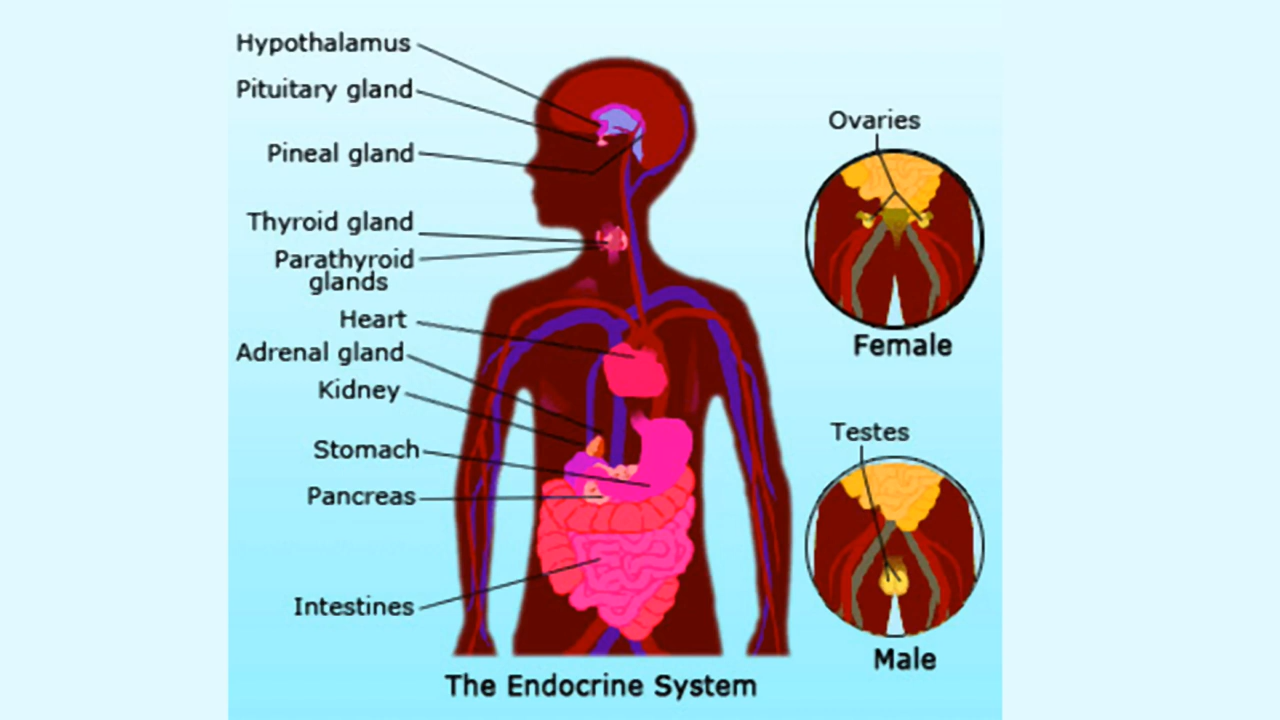 Hypothalamus
Pituitary gland
Pineal gland
Thyroid gland
Parathyroid
glands
Heart
Adrenal gland
Kidney
Stomach
Pancreas
Intestines
The Endocrine System
Ovaries
Female
Testes
Male